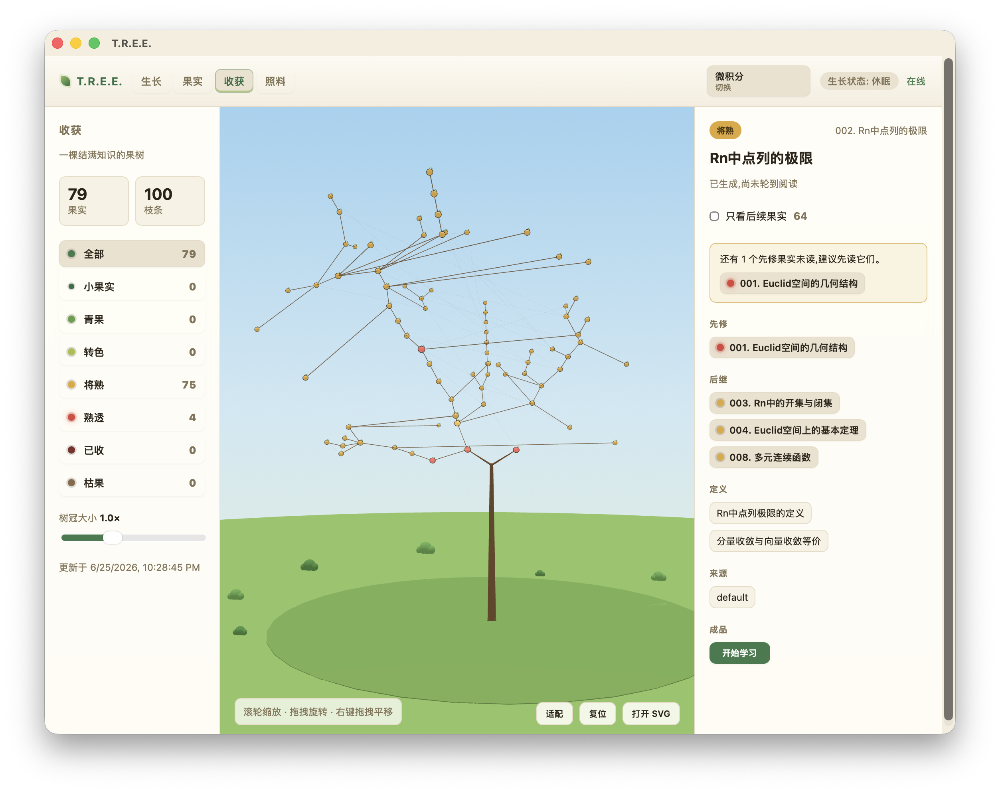 T.R.E.E.
T.R.E.E.
生长
果实
收获
照料
微积分
切换
生长状态: 休眠
在线
收获
一棵结满知识的果树
79
果实
100
枝条
全部 79
小果实 0
青果 0
转色 0
将熟 75
熟透 4
已收 0
枯果 0
树冠大小 1.0×
更新于 6/25/2026, 10:28:45 PM
滚轮缩放 · 拖拽旋转 · 右键拖拽平移
适配
复位
打开 SVG
将熟
002. Rn中点列的极限
Rn中点列的极限
已生成,尚未轮到阅读
只看后续果实 64
还有 1 个先修果实未读,建议先读它们。
001. Euclid空间的几何结构
先修
001. Euclid空间的几何结构
后继
003. Rn中的开集与闭集
004. Euclid空间上的基本定理
008. 多元连续函数
定义
Rn中点列极限的定义
分量收敛与向量收敛等价
来源
default
成品
开始学习